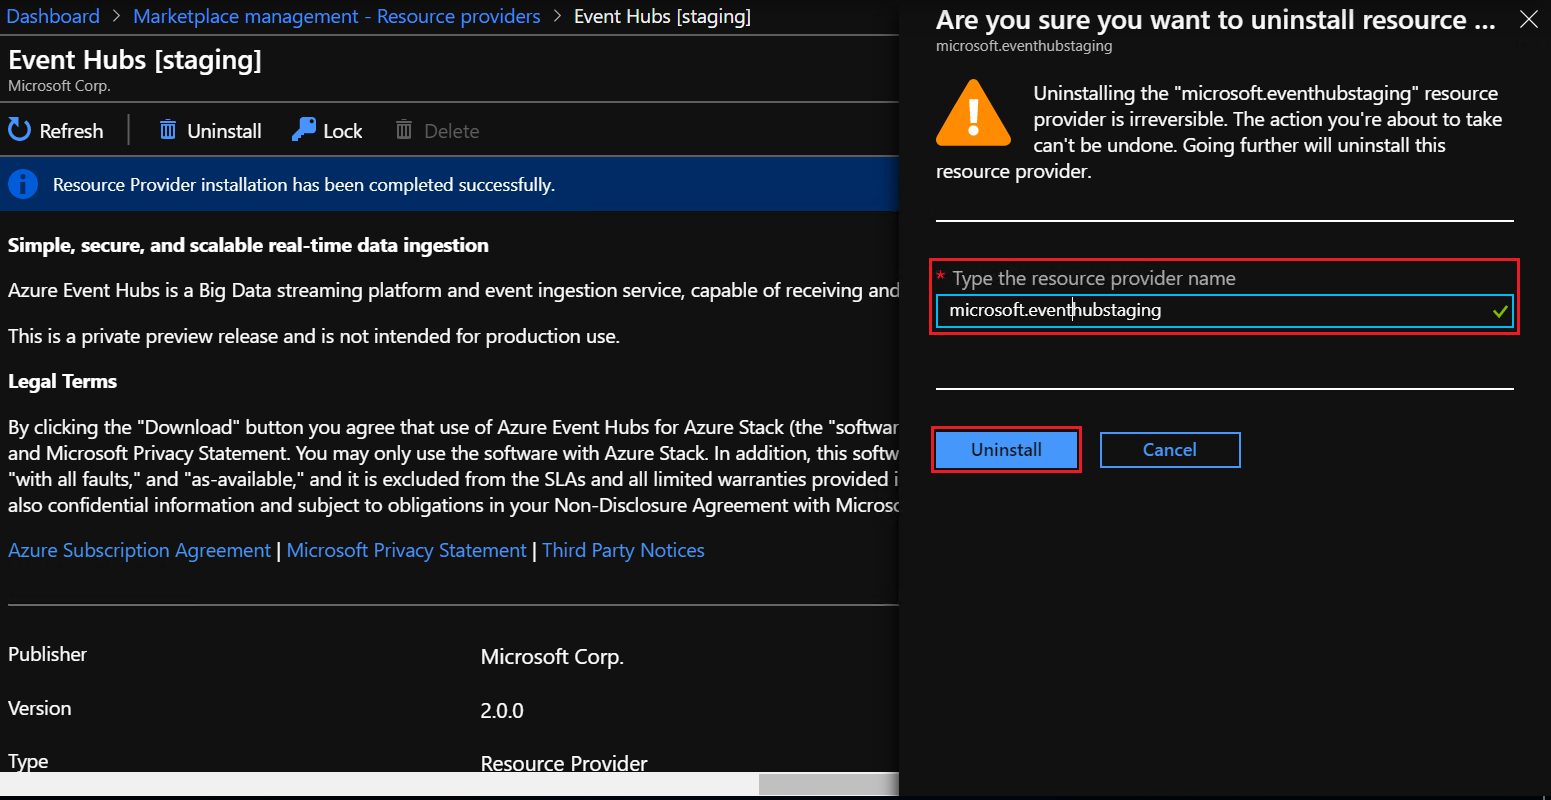 Dashboard > Marketplace management - Resource providers > Event Hubs [staging]
Event Hubs [staging]
Microsoft Corp.
Refresh
Uninstall
Lock
Delete
Resource Provider installation has been completed successfully.
Simple, secure, and scalable real-time data ingestion
Azure Event Hubs is a Big Data streaming platform and event ingestion service, capable of receiving and
This is a private preview release and is not intended for production use.
Legal Terms
By clicking the "Download" button you agree that use of Azure Event Hubs for Azure Stack (the "softwar
and Microsoft Privacy Statement. You may only use the software with Azure Stack. In addition, this softw
"with all faults," and "as-available," and it is excluded from the SLAs and all limited warranties provided i
also confidential information and subject to obligations in your Non-Disclosure Agreement with Microso
Azure Subscription Agreement | Microsoft Privacy Statement | Third Party Notices
Publisher
Microsoft Corp.
Version
2.0.0
Type
Resource Provider
Are you sure you want to uninstall resource ...
microsoft.eventhubstaging
Uninstalling the "microsoft.eventhubstaging" resource
provider is irreversible. The action you're about to take
can't be undone. Going further will uninstall this
resource provider.
* Type the resource provider name
microsoft.eventhubstaging
Uninstall
Cancel